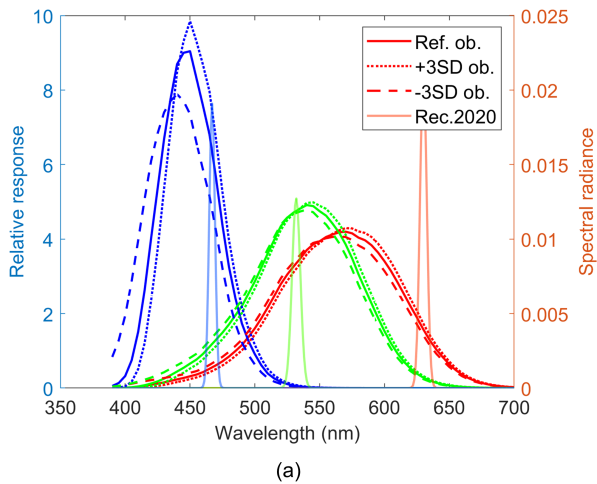 Ref. ob.
+3SD ob.
-3SD ob.
Rec.2020
Relative response
10
8
6
4
2
0
Spectral radiance
0.025
0.02
0.015
0.01
0.005
0
350 400 450 500 550 600 650 700
Wavelength (nm)
(a)